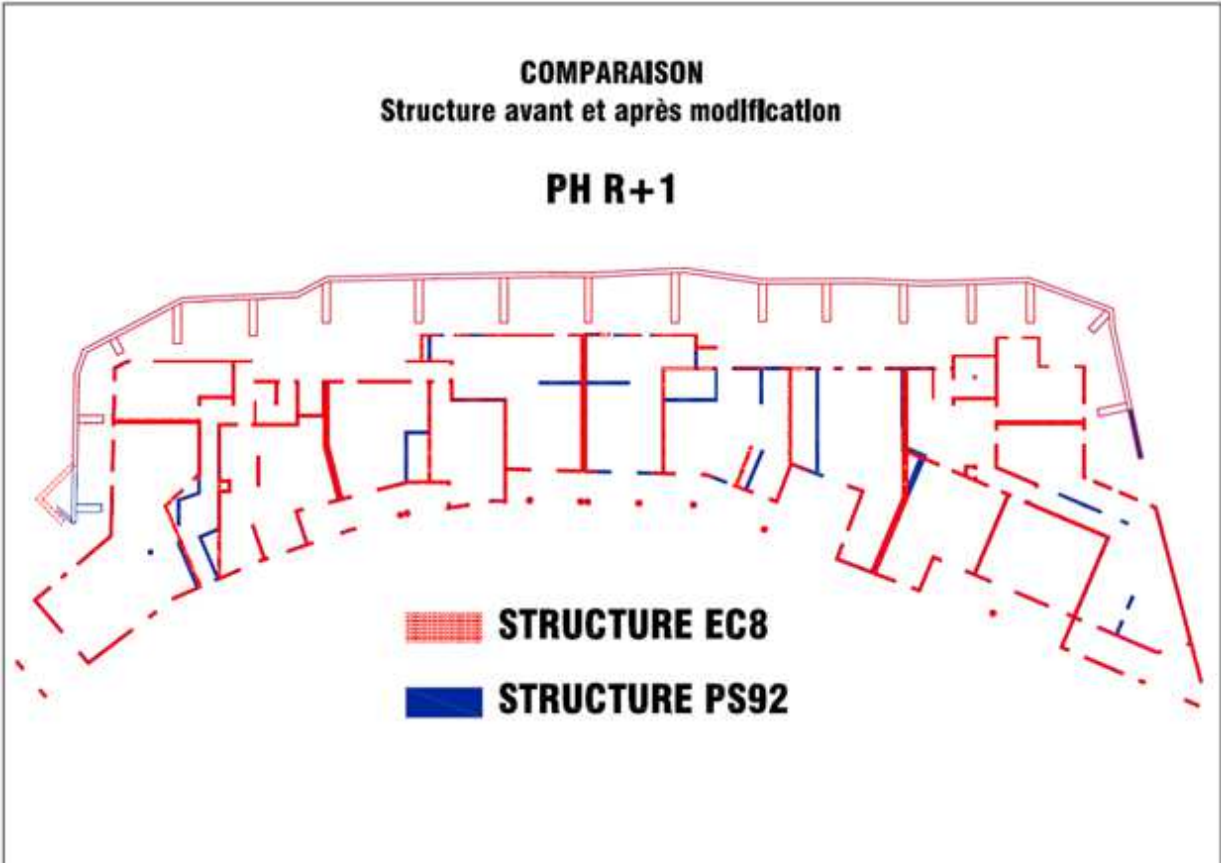 COMPARAISON
Structure avant et après modification
PH R+1
STRUCTURE EC8
STRUCTURE PS92